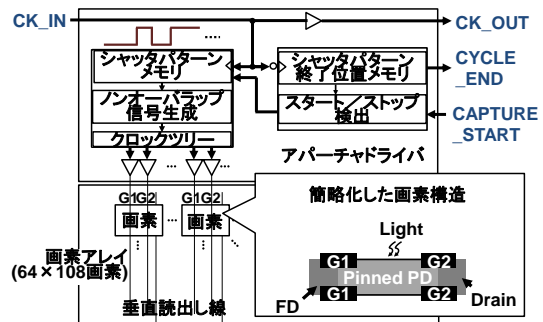 CK_IN
CK_OUT
シャッタパターン
メモリ
シャッタパターン
終了位置メモリ
CYCLE
_END
ノンオーバラップ
信号生成
スタート/ストップ
検出
CAPTURE
_START
クロックツリー
アパーチャドライバ
G1G2
G1G2
画素
画素
画素アレイ
(64×108画素)
垂直読出し線
簡略化した画素構造
Light
G1
G2
Pinned PD
G1
G2
FD
Drain